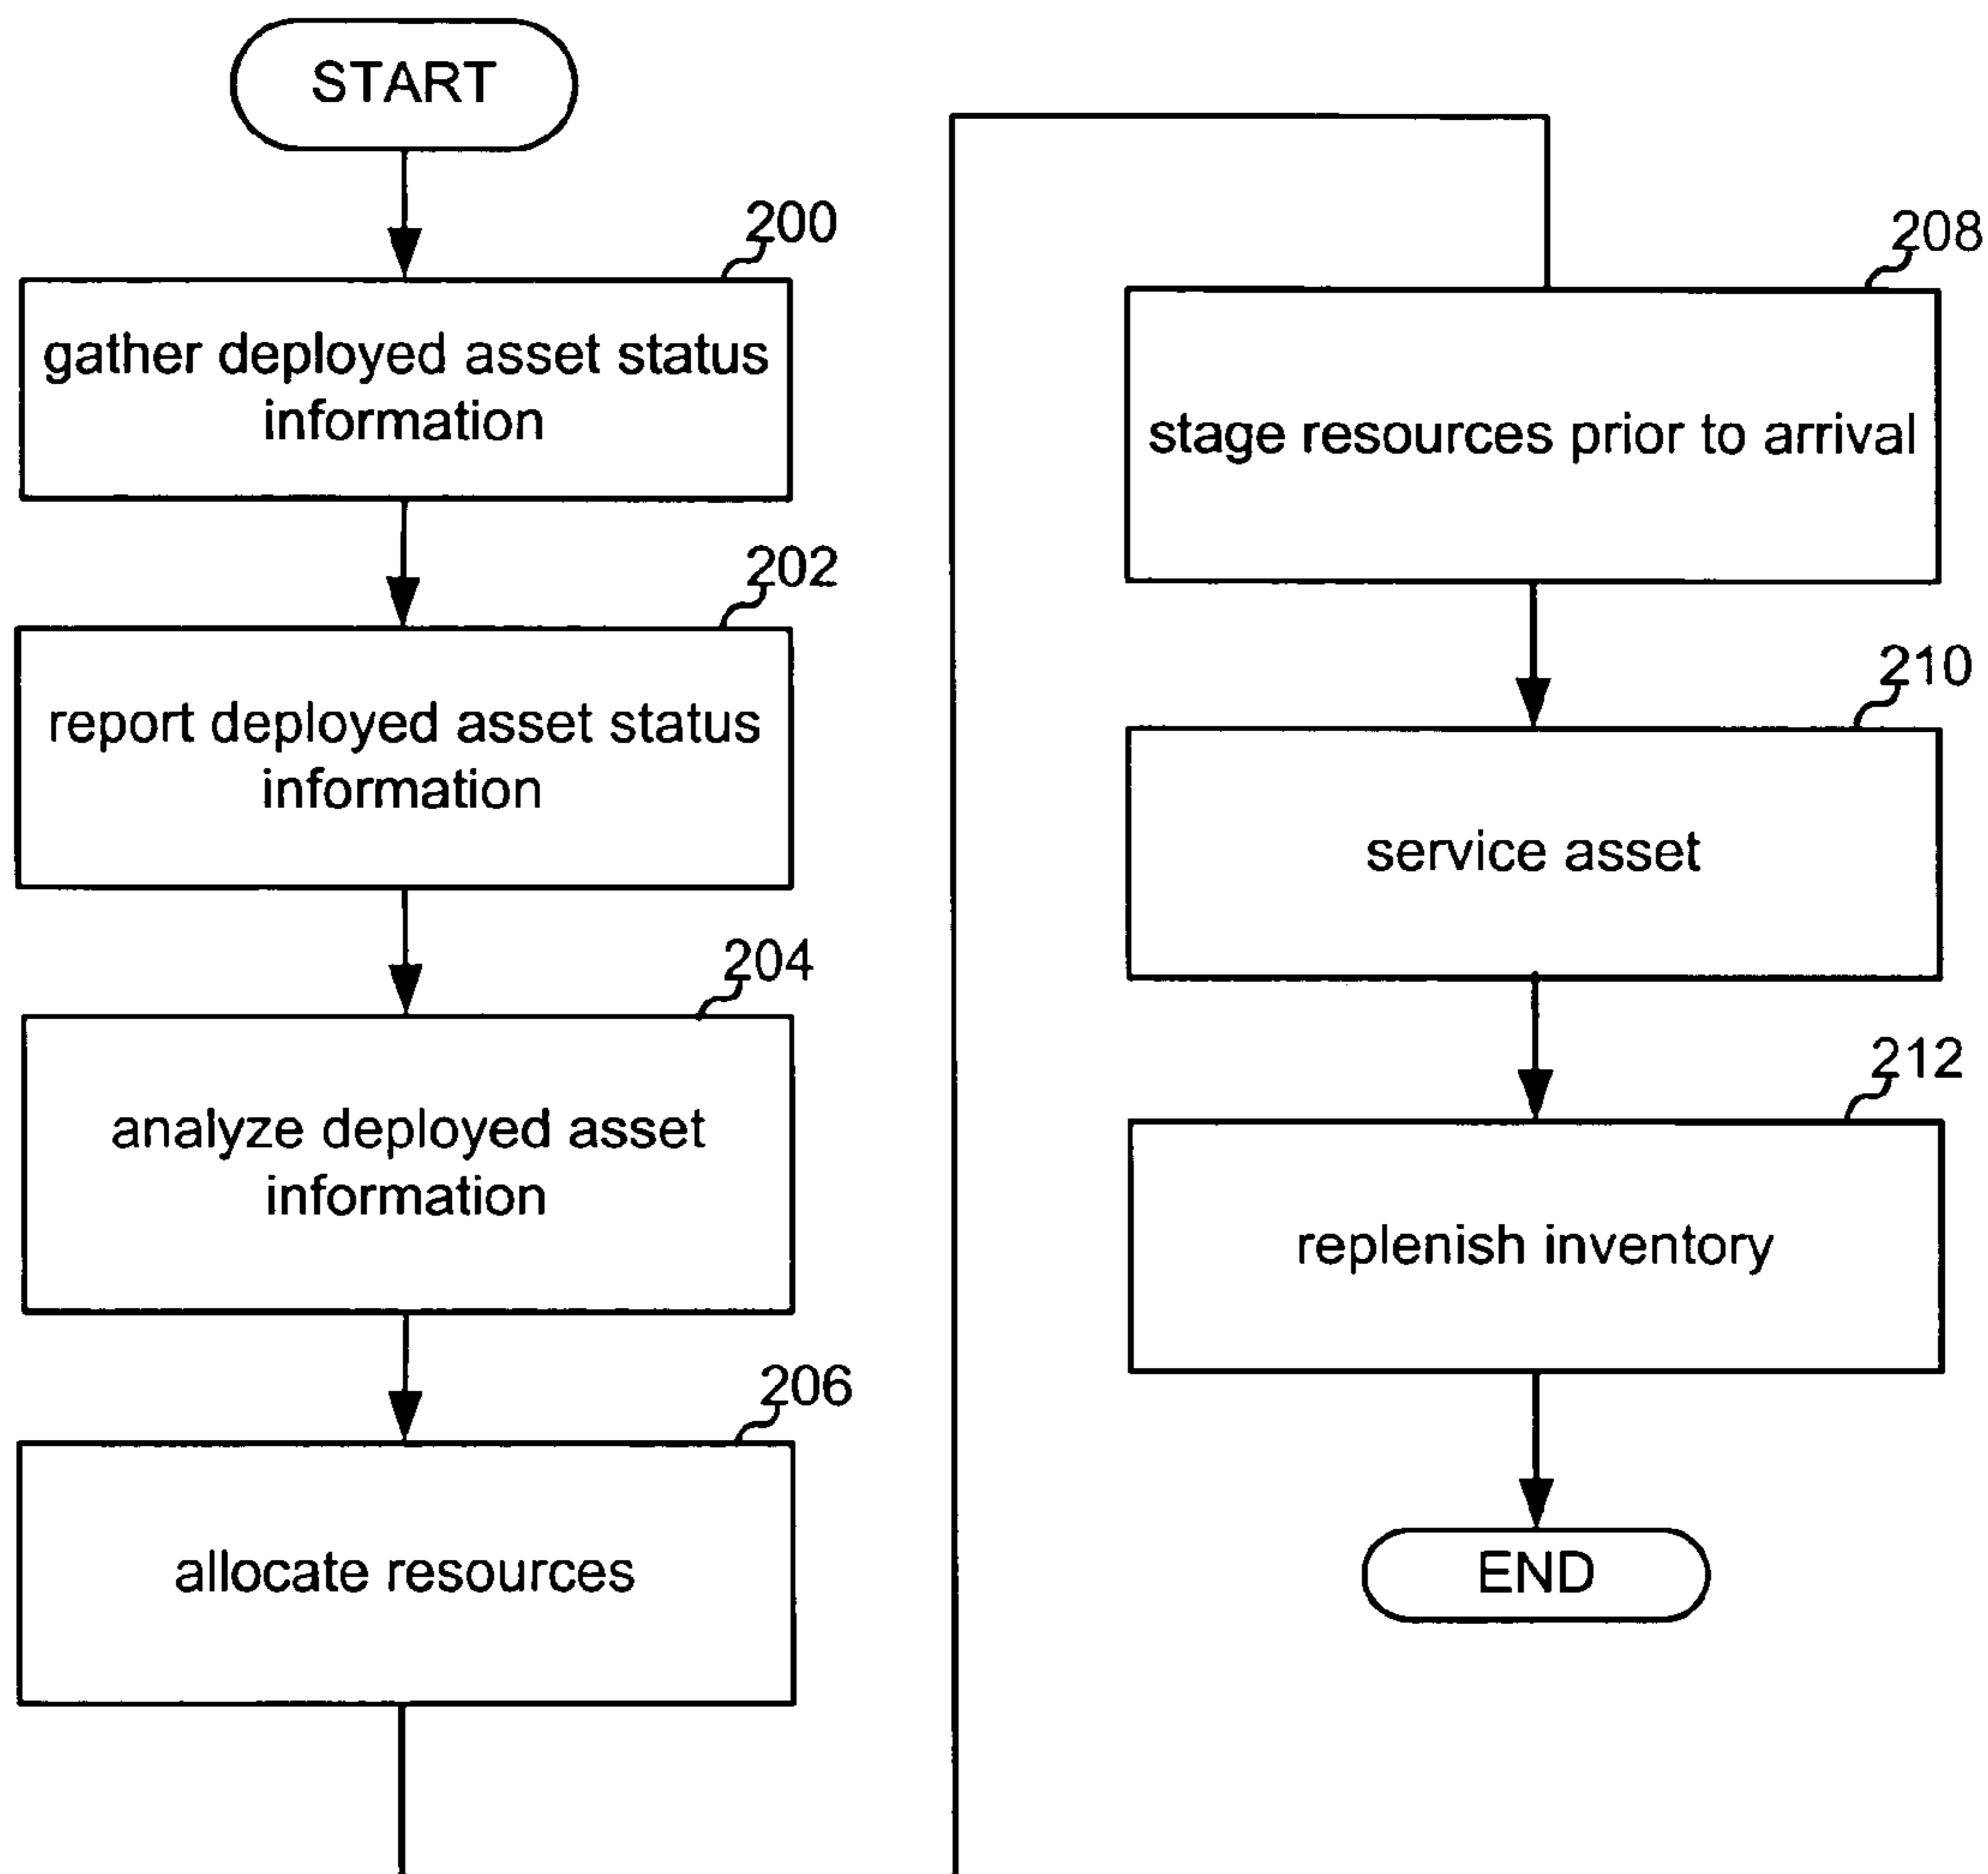 START
200
gather deployed asset status
information
202
report deployed asset status
information
204
analyze deployed asset
information
206
allocate resources
208
stage resources prior to arrival
210
service asset
212
replenish inventory
END